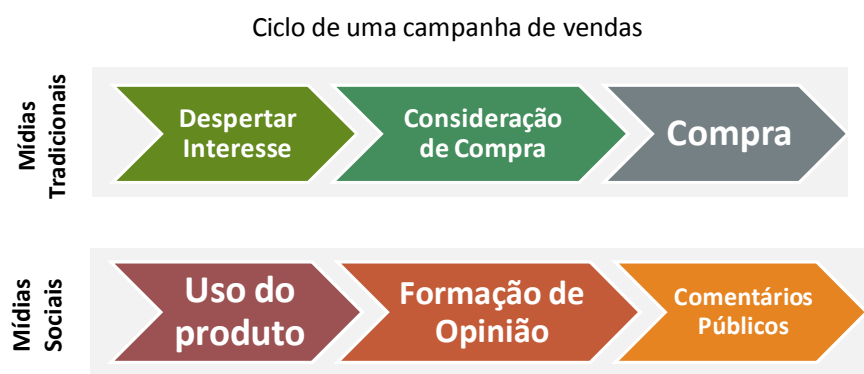 Ciclo de uma campanha de vendas
Mídias
Tradicionais
Despertar
Interesse
Consideração
de Compra
Compra
Mídias
Sociais
Uso do
produto
Formação de
Opinião
Comentários
Públicos